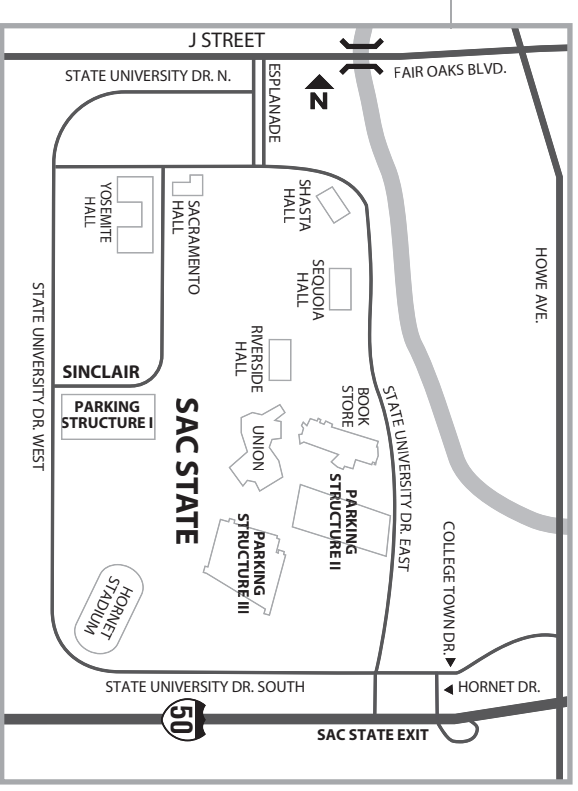 J STREET
STATE UNIVERSITY DR. N.
ESPLANADE
N
FAIR OAKS BLVD.
YOSEMITE
HALL
SACRAMENTO
HALL
SHASTA
HALL
SEQUOIA
HALL
HOWE AVE.
STATE UNIVERSITY DR. WEST
SINCLAIR
PARKING
STRUCTURE I
RIVERSIDE
HALL
SAC STATE
UNION
BOOK
STORE
STATE UNIVERSITY DR. EAST
PARKING
STRUCTURE II
PARKING
STRUCTURE III
COLLEGE TOWN DR.
HORNET
STADIUM
STATE UNIVERSITY DR. SOUTH
HORNET DR.
50
SAC STATE EXIT